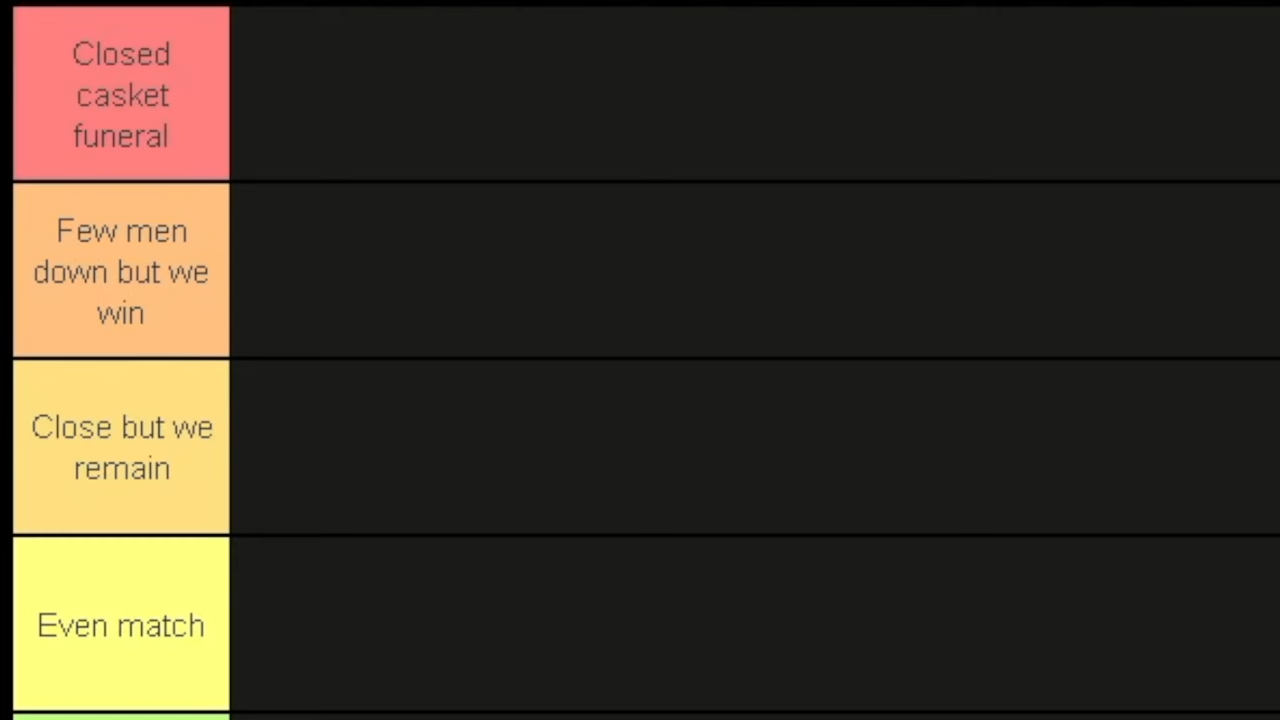 Closed
casket
funeral
Few men
down but we
win
Close but we
remain
Even match